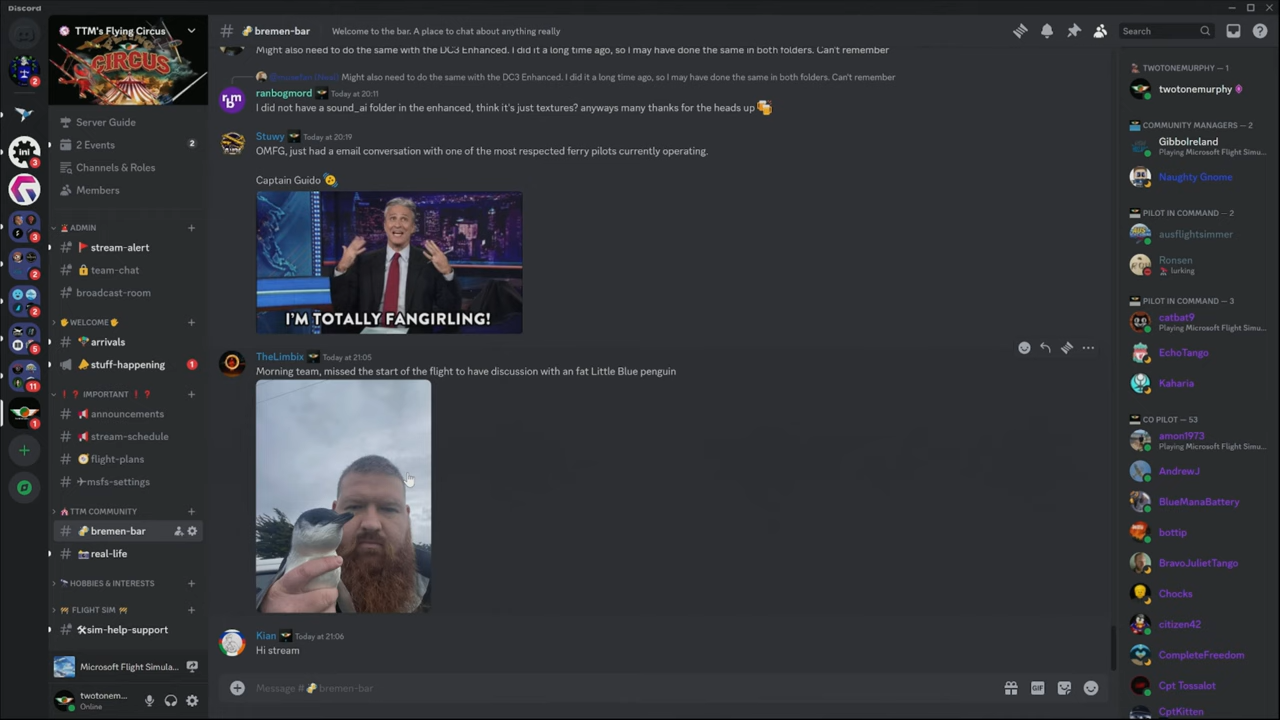 Discord
TTM's Flying Circus
CIRCUS
# bremen-bar
Welcome to the bar. A place to chat about anything really
Search
2
Server Guide
2 Events
2
Channels & Roles
Members
ADMIN
stream-alert
team-chat
broadcast-room
WELCOME
arrivals
stuff-happening
1
IMPORTANT
announcements
stream-schedule
flight-plans
msfs-settings
TTM COMMUNITY
bremen-bar
real-life
HOBBIES & INTERESTS
FLIGHT SIM
sim-help-support
Microsoft Flight Simula...
twotonem...
Online
ini
3
3
2
2
5
11
1
Might also need to do the same with the DC3 Enhanced. I did it a long time ago, so I may have done the same in both folders. Can't remember
Might also need to do the same with the DC3 Enhanced. I did it a long time ago, so I may have done the same in both folders. Can't remember
ranbogmord Today at 20:11
I did not have a sound_ai folder in the enhanced, think it's just textures? anyways many thanks for the heads up
Stuwy Today at 20:19
OMFG, just had a email conversation with one of the most respected ferry pilots currently operating.
Captain Guido
I'M TOTALLY FANGIRLING!
TheLimbix Today at 21:05
Morning team, missed the start of the flight to have discussion with an fat Little Blue penguin
Kian Today at 21:06
Hi stream
Message # bremen-bar
GIF
TWOTONEMURPHY — 1
twotonemurphy
COMMUNITY MANAGERS — 2
GibboIreland
Playing Microsoft Flight Simu...
Naughty Gnome
PILOT IN COMMAND — 2
ausflightsimmer
Ronsen
lurking
PILOT IN COMMAND — 3
catbat9
Playing Microsoft Flight Simu...
EchoTango
Kaharia
CO PILOT — 53
amon1973
Playing Microsoft Flight Simu...
AndrewJ
BlueManaBattery
bottip
BravoJulietTango
Chocks
citizen42
CompleteFreedom
Cpt Tossalot
CptKitten